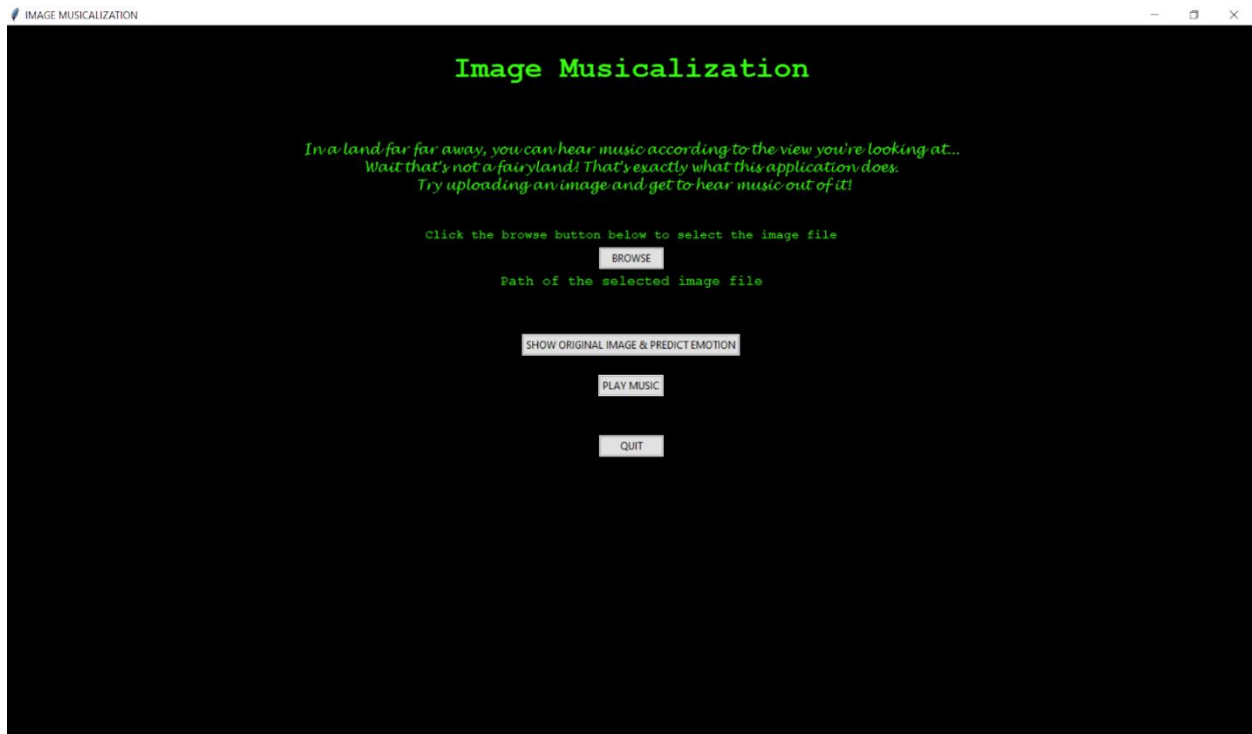 IMAGE MUSICALIZATION
Image Musicalization
In a land far far away, you can hear music according to the view you're looking at...
Wait that's not a fairyland! That's exactly what this application does.
Try uploading an image and get to hear music out of it!
Click the browse button below to select the image file
BROWSE
Path of the selected image file
SHOW ORIGINAL IMAGE & PREDICT EMOTION
PLAY MUSIC
QUIT